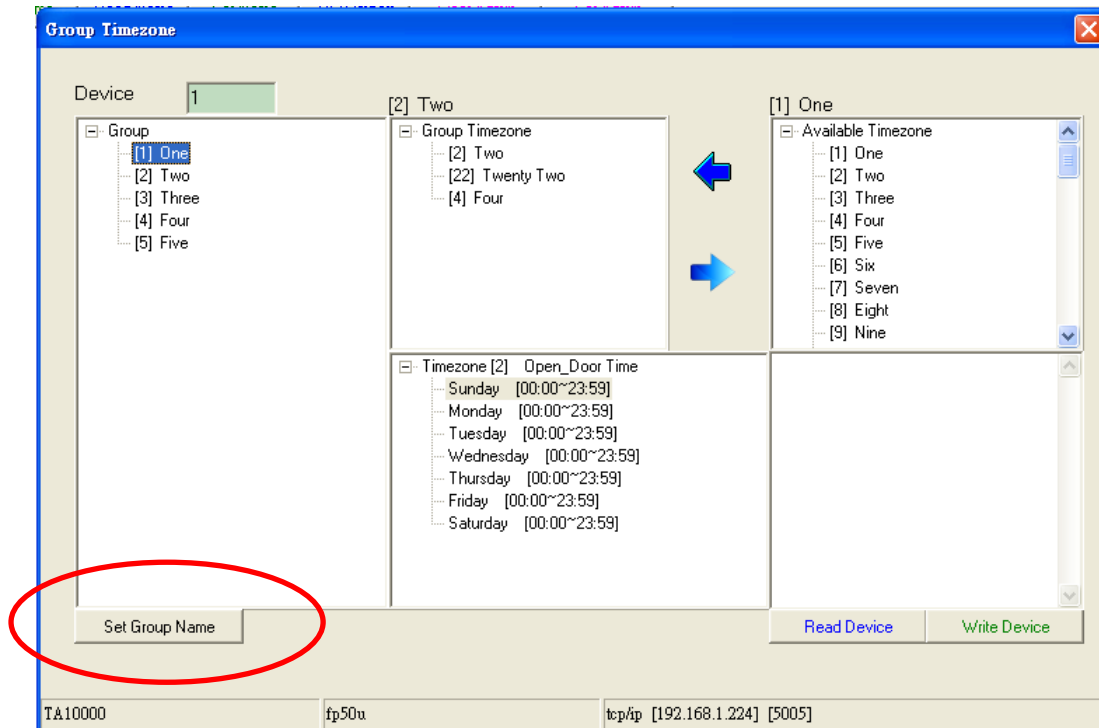 Group Timezone
Device 1
[2] Two
[1] One
Group
[1] One
[2] Two
[3] Three
[4] Four
[5] Five
Group Timezone
[2] Two
[22] Twenty Two
[4] Four
Available Timezone
[1] One
[2] Two
[3] Three
[4] Four
[5] Five
[6] Six
[7] Seven
[8] Eight
[9] Nine
Timezone [2] Open_Door Time
Sunday [00:00~23:59]
Monday [00:00~23:59]
Tuesday [00:00~23:59]
Wednesday [00:00~23:59]
Thursday [00:00~23:59]
Friday [00:00~23:59]
Saturday [00:00~23:59]
Set Group Name
Read Device
Write Device
TA10000
fp50u
tcp/ip [192.168.1.224] [5005]